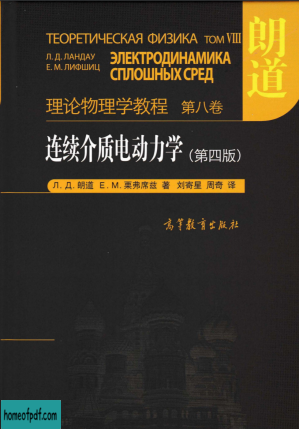 朗道
ТЕОРЕТИЧЕСКАЯ ФИЗИКА ТОМ VIII
Л. Д. ЛАНДАУ
Е. М. ЛИФШИЦ
ЭЛЕКТРОДИНАМИКА
СПЛОШНЫХ СРЕД
理论物理学教程 第八卷
连续介质电动力学(第四版)
Л. Д. 朗道 Е. М. 栗弗席兹 著 刘寄星 周奇 译
高等教育出版社
homeofpdf.com
homeofpdf.com